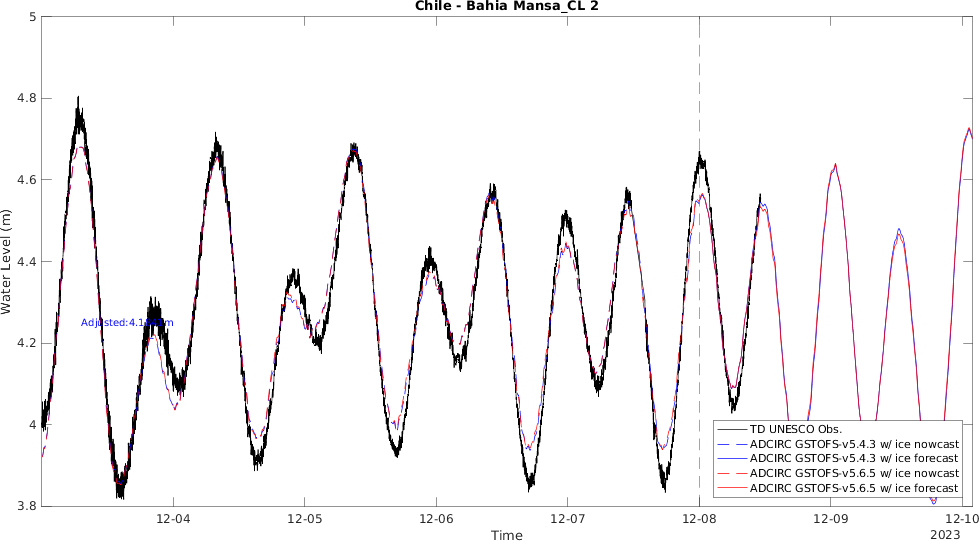 Chile - Bahia Mansa_CL 2
5
4.8
4.6
4.4
4.2
4
3.8
Water Level (m)
12-04
12-05
12-06
12-07
12-08
12-09
12-10
Time
2023
TD UNESCO Obs.
ADCIRC GSTOFS-v5.4.3 w/ ice nowcast
ADCIRC GSTOFS-v5.4.3 w/ ice forecast
ADCIRC GSTOFS-v5.6.5 w/ ice nowcast
ADCIRC GSTOFS-v5.6.5 w/ ice forecast